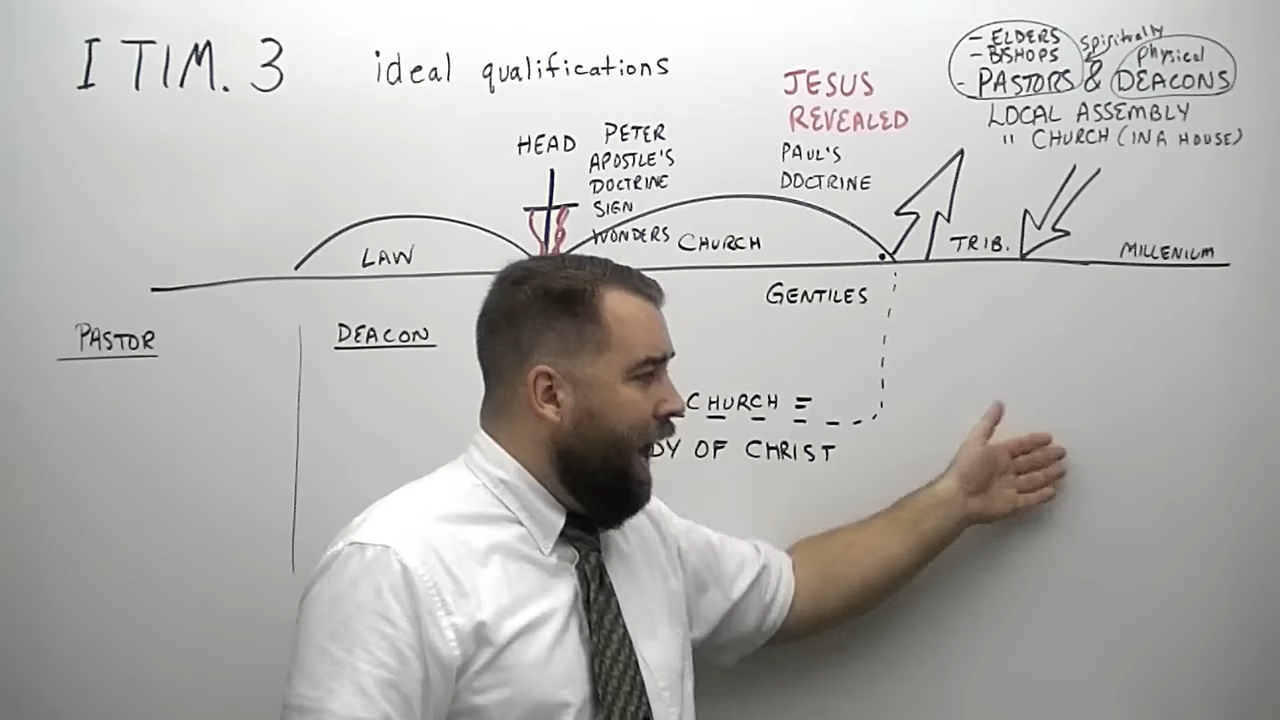 I TIM. 3 ideal qualifications
- ELDERS
- BISHOPS
- PASTORS & DEACONS
spiritually
physical
LOCAL ASSEMBLY
" CHURCH (IN A HOUSE)
JESUS
REVEALED
PAUL'S
DOCTRINE
HEAD
PETER
APOSTLE'S
DOCTRINE
SIGN
WONDERS
LAW
CHURCH
TRIB.
MILLENIUM
GENTILES
PASTOR
DEACON
CHURCH =
DY OF CHRIST